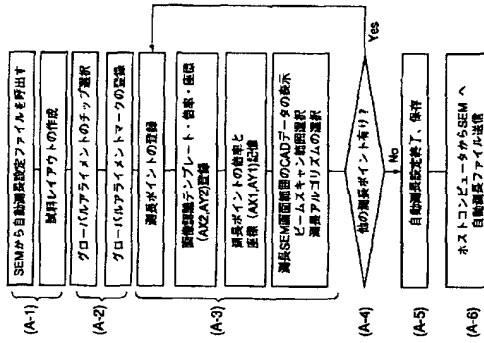 (A-1)
SEMから自動測長設定ファイルを呼出す
試料レイアウトの作成
(A-2)
グローバルアライメントのチップ選択
グローバルアライメントマークの登録
(A-3)
測長ポイントの登録
画像認識テンプレート・倍率・座標
(AX2,AY2)登録
測長ポイントの倍率と
座標 (AX1,AY1)記憶
測長SEM画面範囲のCADデータの表示
ビームスキャン範囲選択
測長アルゴリズムの選択
(A-4)
他の測長ポイント有り?
Yes
No
(A-5)
自動測長設定終了、保存
(A-6)
ホストコンピュータからSEMへ
自動測長ファイル送信